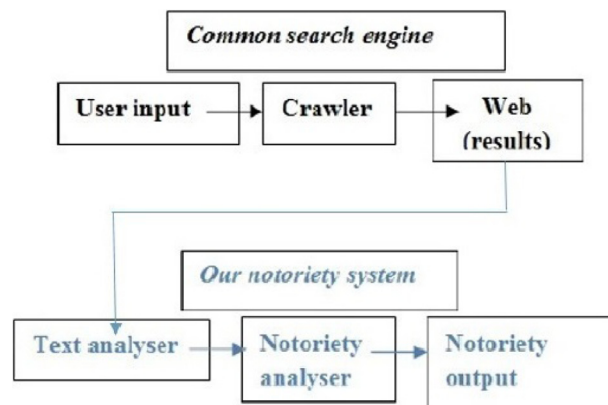 Common search engine
User input
Crawler
Web
(results)
Our notoriety system
Text analyser
Notoriety
analyser
Notoriety
output